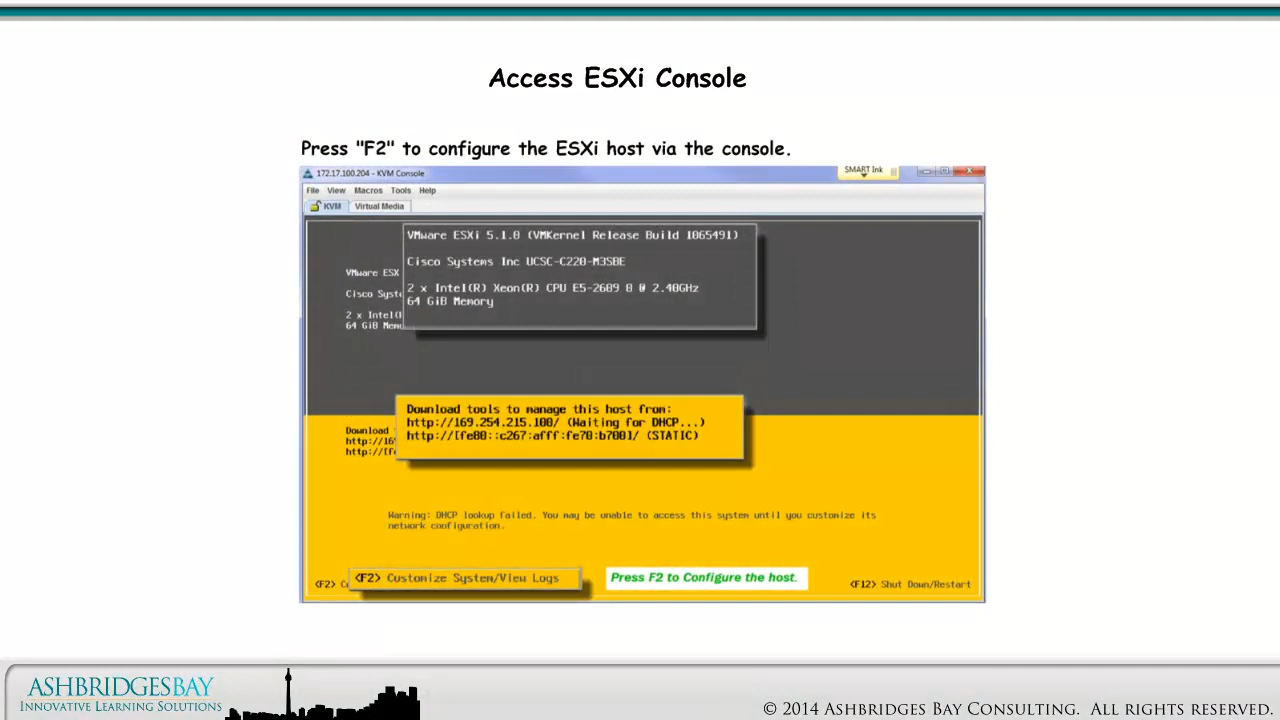 Access ESXi Console
Press "F2" to configure the ESXi host via the console.
172.17.100.204 - KVM Console
SMART Ink
File View Macros Tools Help
KVM Virtual Media
VMware ESXi 5.1.0 (VMKernel Release Build 1065491)
Cisco Systems Inc UCSC-C220-M3SBE
2 x Intel(R) Xeon(R) CPU E5-2609 0 @ 2.40GHz
64 GiB Memory
VMware ESX
Cisco Syst
2 x Intel(
64 GiB Mem
Download tools to manage this host from:
http://169.254.215.100/ (Waiting for DHCP...)
http://[fe80::c267:afff:fe70:b700]/ (STATIC)
Download
http://16
http://[f
Warning: DHCP lookup failed. You may be unable to access this system until you customize its
network configuration.
<F2> C
<F2> Customize System/View Logs
Press F2 to Configure the host.
<F12> Shut Down/Restart
ASHBRIDGESBAY
INNOVATIVE LEARNING SOLUTIONS
© 2014 ASHBRIDGES BAY CONSULTING. ALL RIGHTS RESERVED.